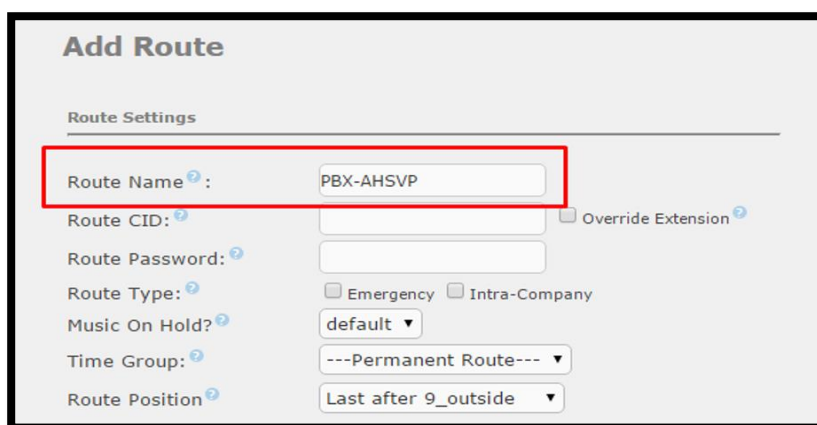 Add Route
Route Settings
Route Name? : PBX-AHSVP
Route CID: ? Override Extension?
Route Password: ?
Route Type: ? Emergency Intra-Company
Music On Hold? ? default
Time Group: ? ---Permanent Route---
Route Position? Last after 9_outside